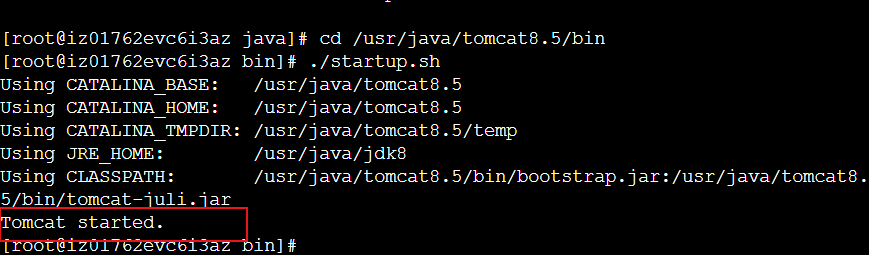 [root@iz01762evc6i3az java]# cd /usr/java/tomcat8.5/bin
[root@iz01762evc6i3az bin]# ./startup.sh
Using CATALINA_BASE:   /usr/java/tomcat8.5
Using CATALINA_HOME:   /usr/java/tomcat8.5
Using CATALINA_TMPDIR: /usr/java/tomcat8.5/temp
Using JRE_HOME:        /usr/java/jdk8
Using CLASSPATH:       /usr/java/tomcat8.5/bin/bootstrap.jar:/usr/java/tomcat8.
5/bin/tomcat-juli.jar
Tomcat started.
[root@iz01762evc6i3az bin]#